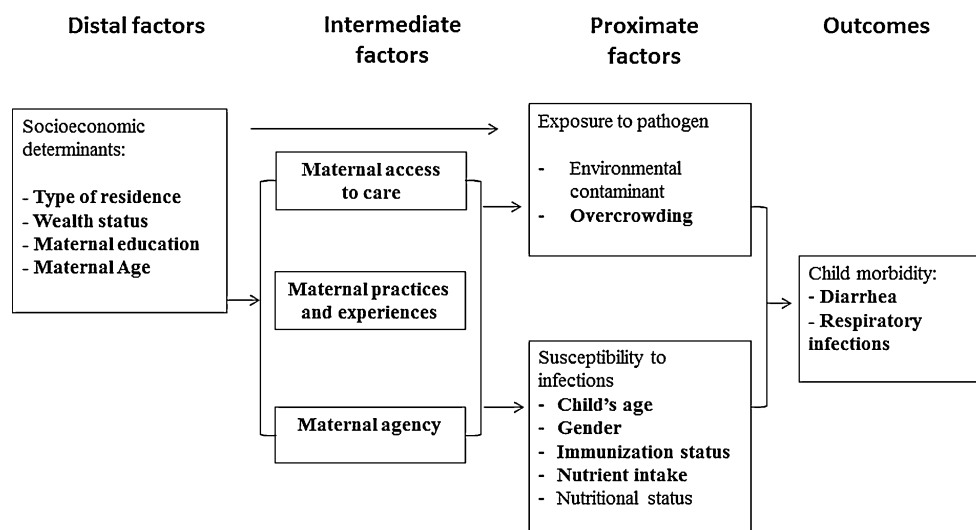 Distal factors
Intermediate
factors
Proximate
factors
Outcomes
Socioeconomic
determinants:
- Type of residence
- Wealth status
- Maternal education
- Maternal Age
Maternal access
to care
Maternal practices
and experiences
Maternal agency
Exposure to pathogen
- Environmental
contaminant
- Overcrowding
Susceptibility to
infections
- Child's age
- Gender
- Immunization status
- Nutrient intake
- Nutritional status
Child morbidity:
- Diarrhea
- Respiratory
infections